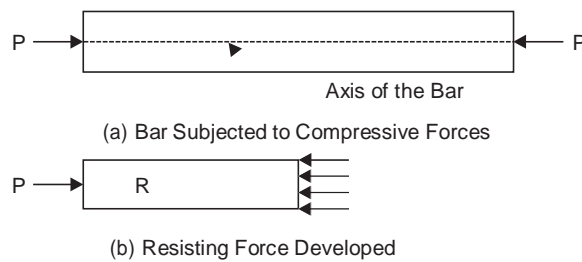 P P
Axis of the Bar
(a) Bar Subjected to Compressive Forces
P R
(b) Resisting Force Developed